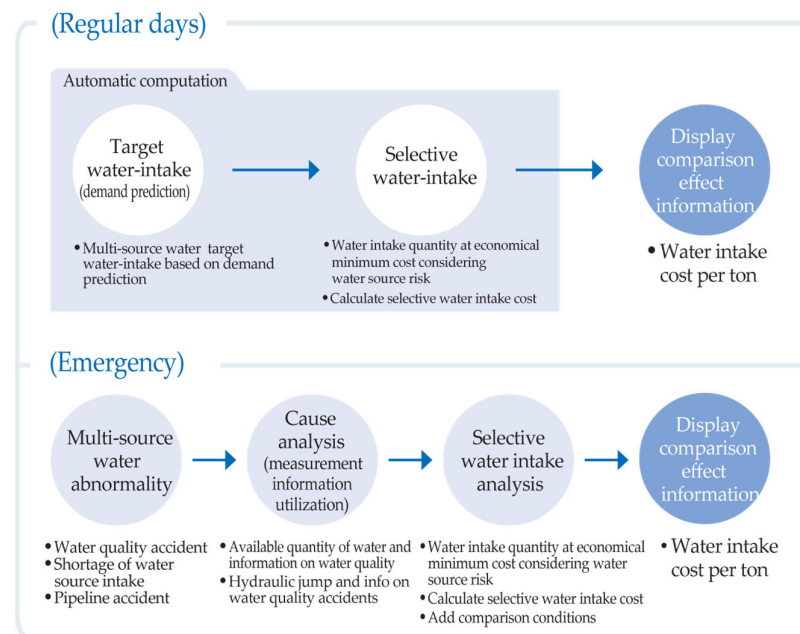 (Regular days)
Automatic computation
Target
water-intake
(demand prediction)
• Multi-source water target
water-intake based on demand
prediction
Selective
water-intake
• Water intake quantity at economical
minimum cost considering
water source risk
• Calculate selective water intake cost
Display
comparison
effect
information
• Water intake
cost per ton
(Emergency)
Multi-source
water
abnormality
• Water quality accident
• Shortage of water
source intake
• Pipeline accident
Cause
analysis
(measurement
information
utilization)
• Available quantity of water and
information on water quality
• Hydraulic jump and info on
water quality accidents
Selective
water intake
analysis
• Water intake quantity at economical
minimum cost considering water
source risk
• Calculate selective water intake cost
• Add comparison conditions
Display
comparison
effect
information
• Water intake
cost per ton